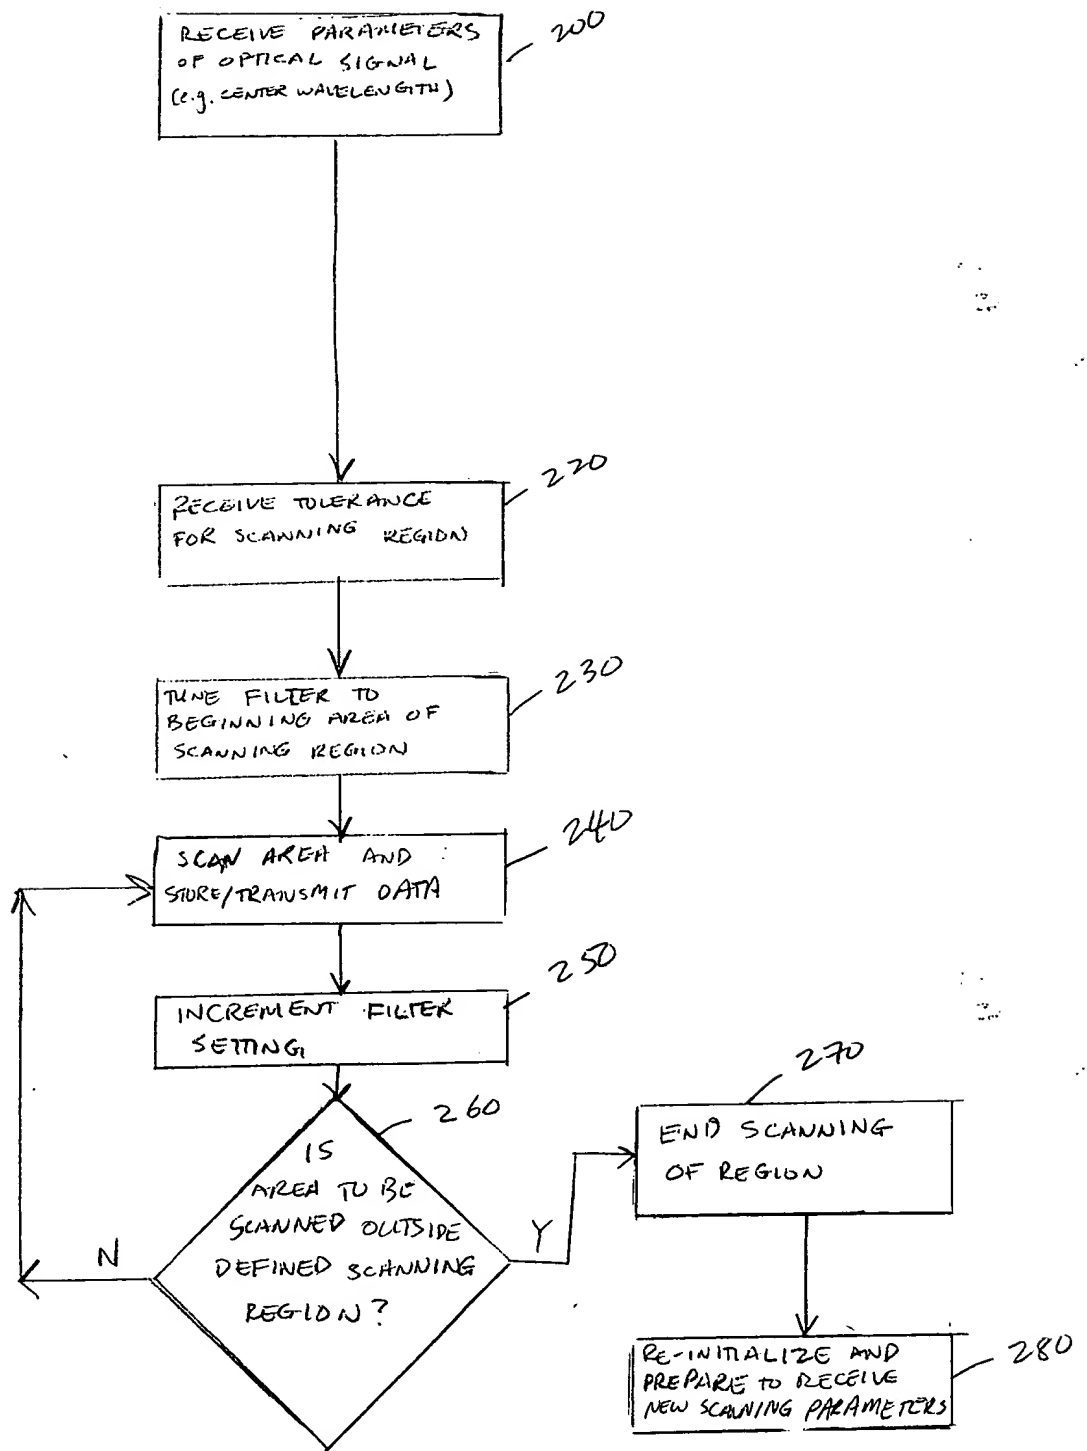 RECEIVE PARAMETERS
OF OPTICAL SIGNAL
(e.g. CENTER WAVELENGTH)
200
RECEIVE TOLERANCE
FOR SCANNING REGION
220
TUNE FILTER TO
BEGINNING AREA OF
SCANNING REGION
230
SCAN AREA AND
STORE/TRANSMIT DATA
240
INCREMENT FILTER
SETTING
250
IS
AREA TO BE
SCANNED OUTSIDE
DEFINED SCANNING
REGION?
260
N
Y
END SCANNING
OF REGION
270
RE-INITIALIZE AND
PREPARE TO RECEIVE
NEW SCANNING PARAMETERS
280